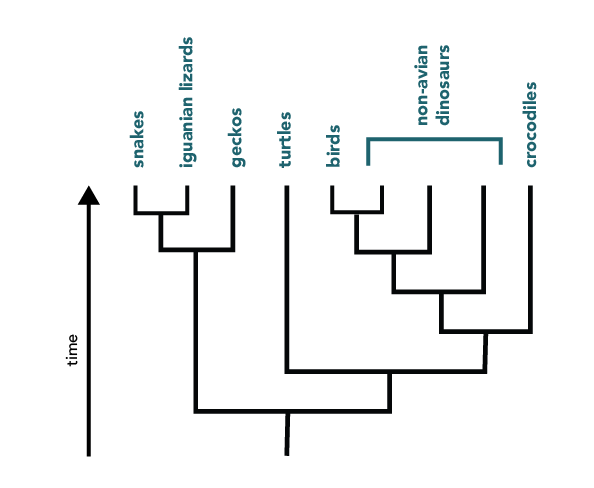 snakes
iguanian lizards
geckos
turtles
birds
non-avian
dinosaurs
crocodiles
time